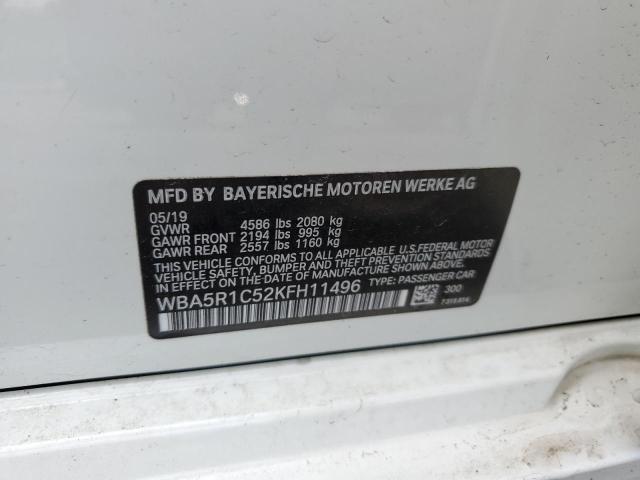 MFD BY BAYERISCHE MOTOREN WERKE AG
05/19
GVWR 4586 lbs 2080 kg
GAWR FRONT 2194 lbs 995 kg
GAWR REAR 2557 lbs 1160 kg
THIS VEHICLE CONFORMS TO ALL APPLICABLE U.S.FEDERAL MOTOR
VEHICLE SAFETY, BUMPER, AND THEFT PREVENTION STANDARDS
IN EFFECT ON THE DATE OF MANUFACTURE SHOWN ABOVE.
WBA5R1C52KFH11496 TYPE: PASSENGER CAR
300